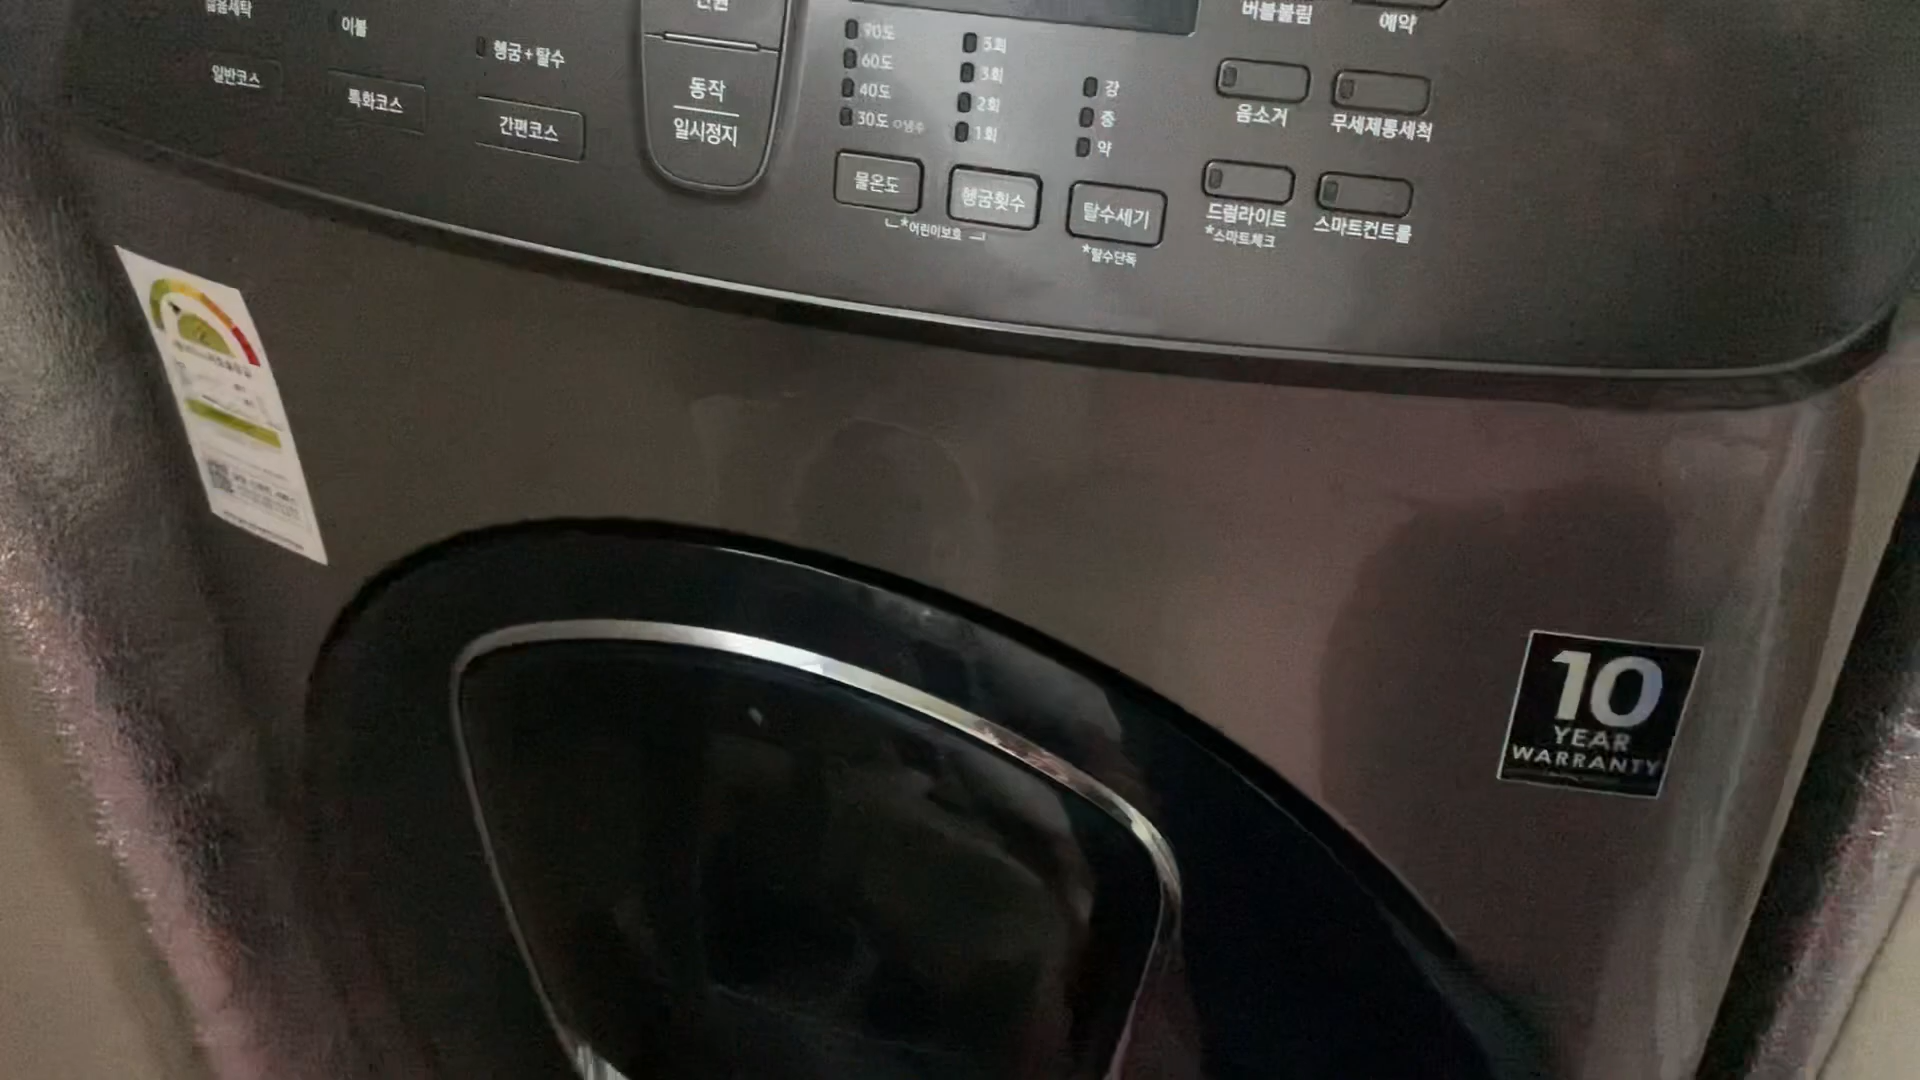 이불
헹굼+탈수
일반코스
특화코스
간편코스
전원
동작
일시정지
90도
60도
40도
30도 ○냉수
5회
3회
2회
1회
강
중
약
물온도
헹굼횟수
탈수세기
*어린이보호
*탈수단독
버블불림
예약
음소거
무세제통세척
드럼라이트
*스마트체크
스마트컨트롤
2
10
YEAR
WARRANTY